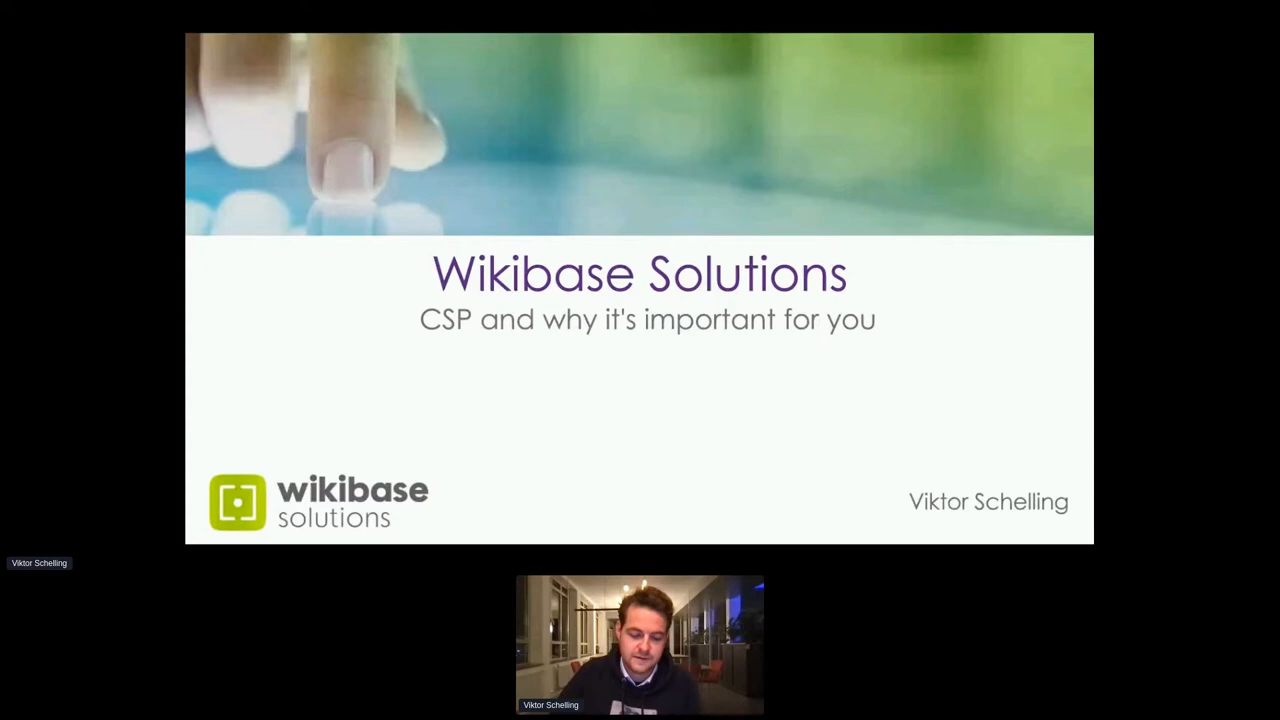 Wikibase Solutions
CSP and why it's important for you
wikibase
solutions
Viktor Schelling
Viktor Schelling
Viktor Schelling